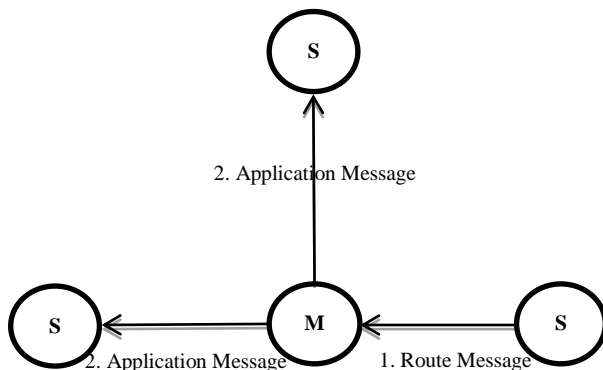 S
2. Application Message
S
M
S
2. Application Message
1. Route Message